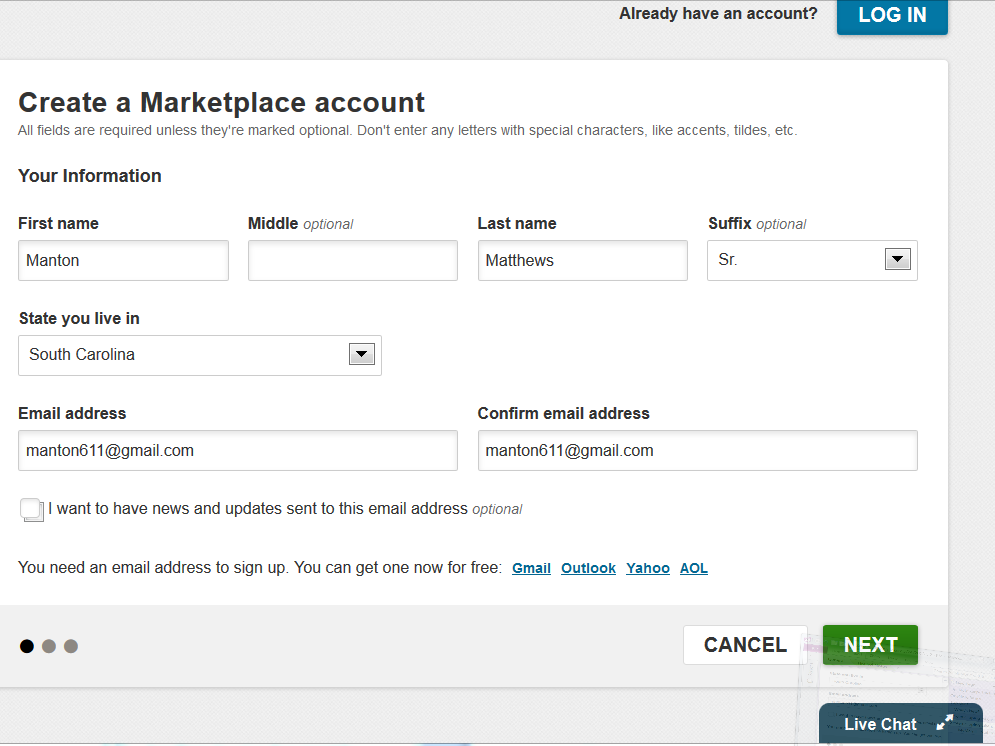 Already have an account? LOG IN
Create a Marketplace account
All fields are required unless they're marked optional. Don't enter any letters with special characters, like accents, tildes, etc.
Your Information
First name Middle optional Last name Suffix optional
Manton Matthews Sr.
State you live in
South Carolina
Email address Confirm email address
manton611@gmail.com manton611@gmail.com
I want to have news and updates sent to this email address optional
You need an email address to sign up. You can get one now for free: Gmail Outlook Yahoo AOL
CANCEL NEXT
Live Chat